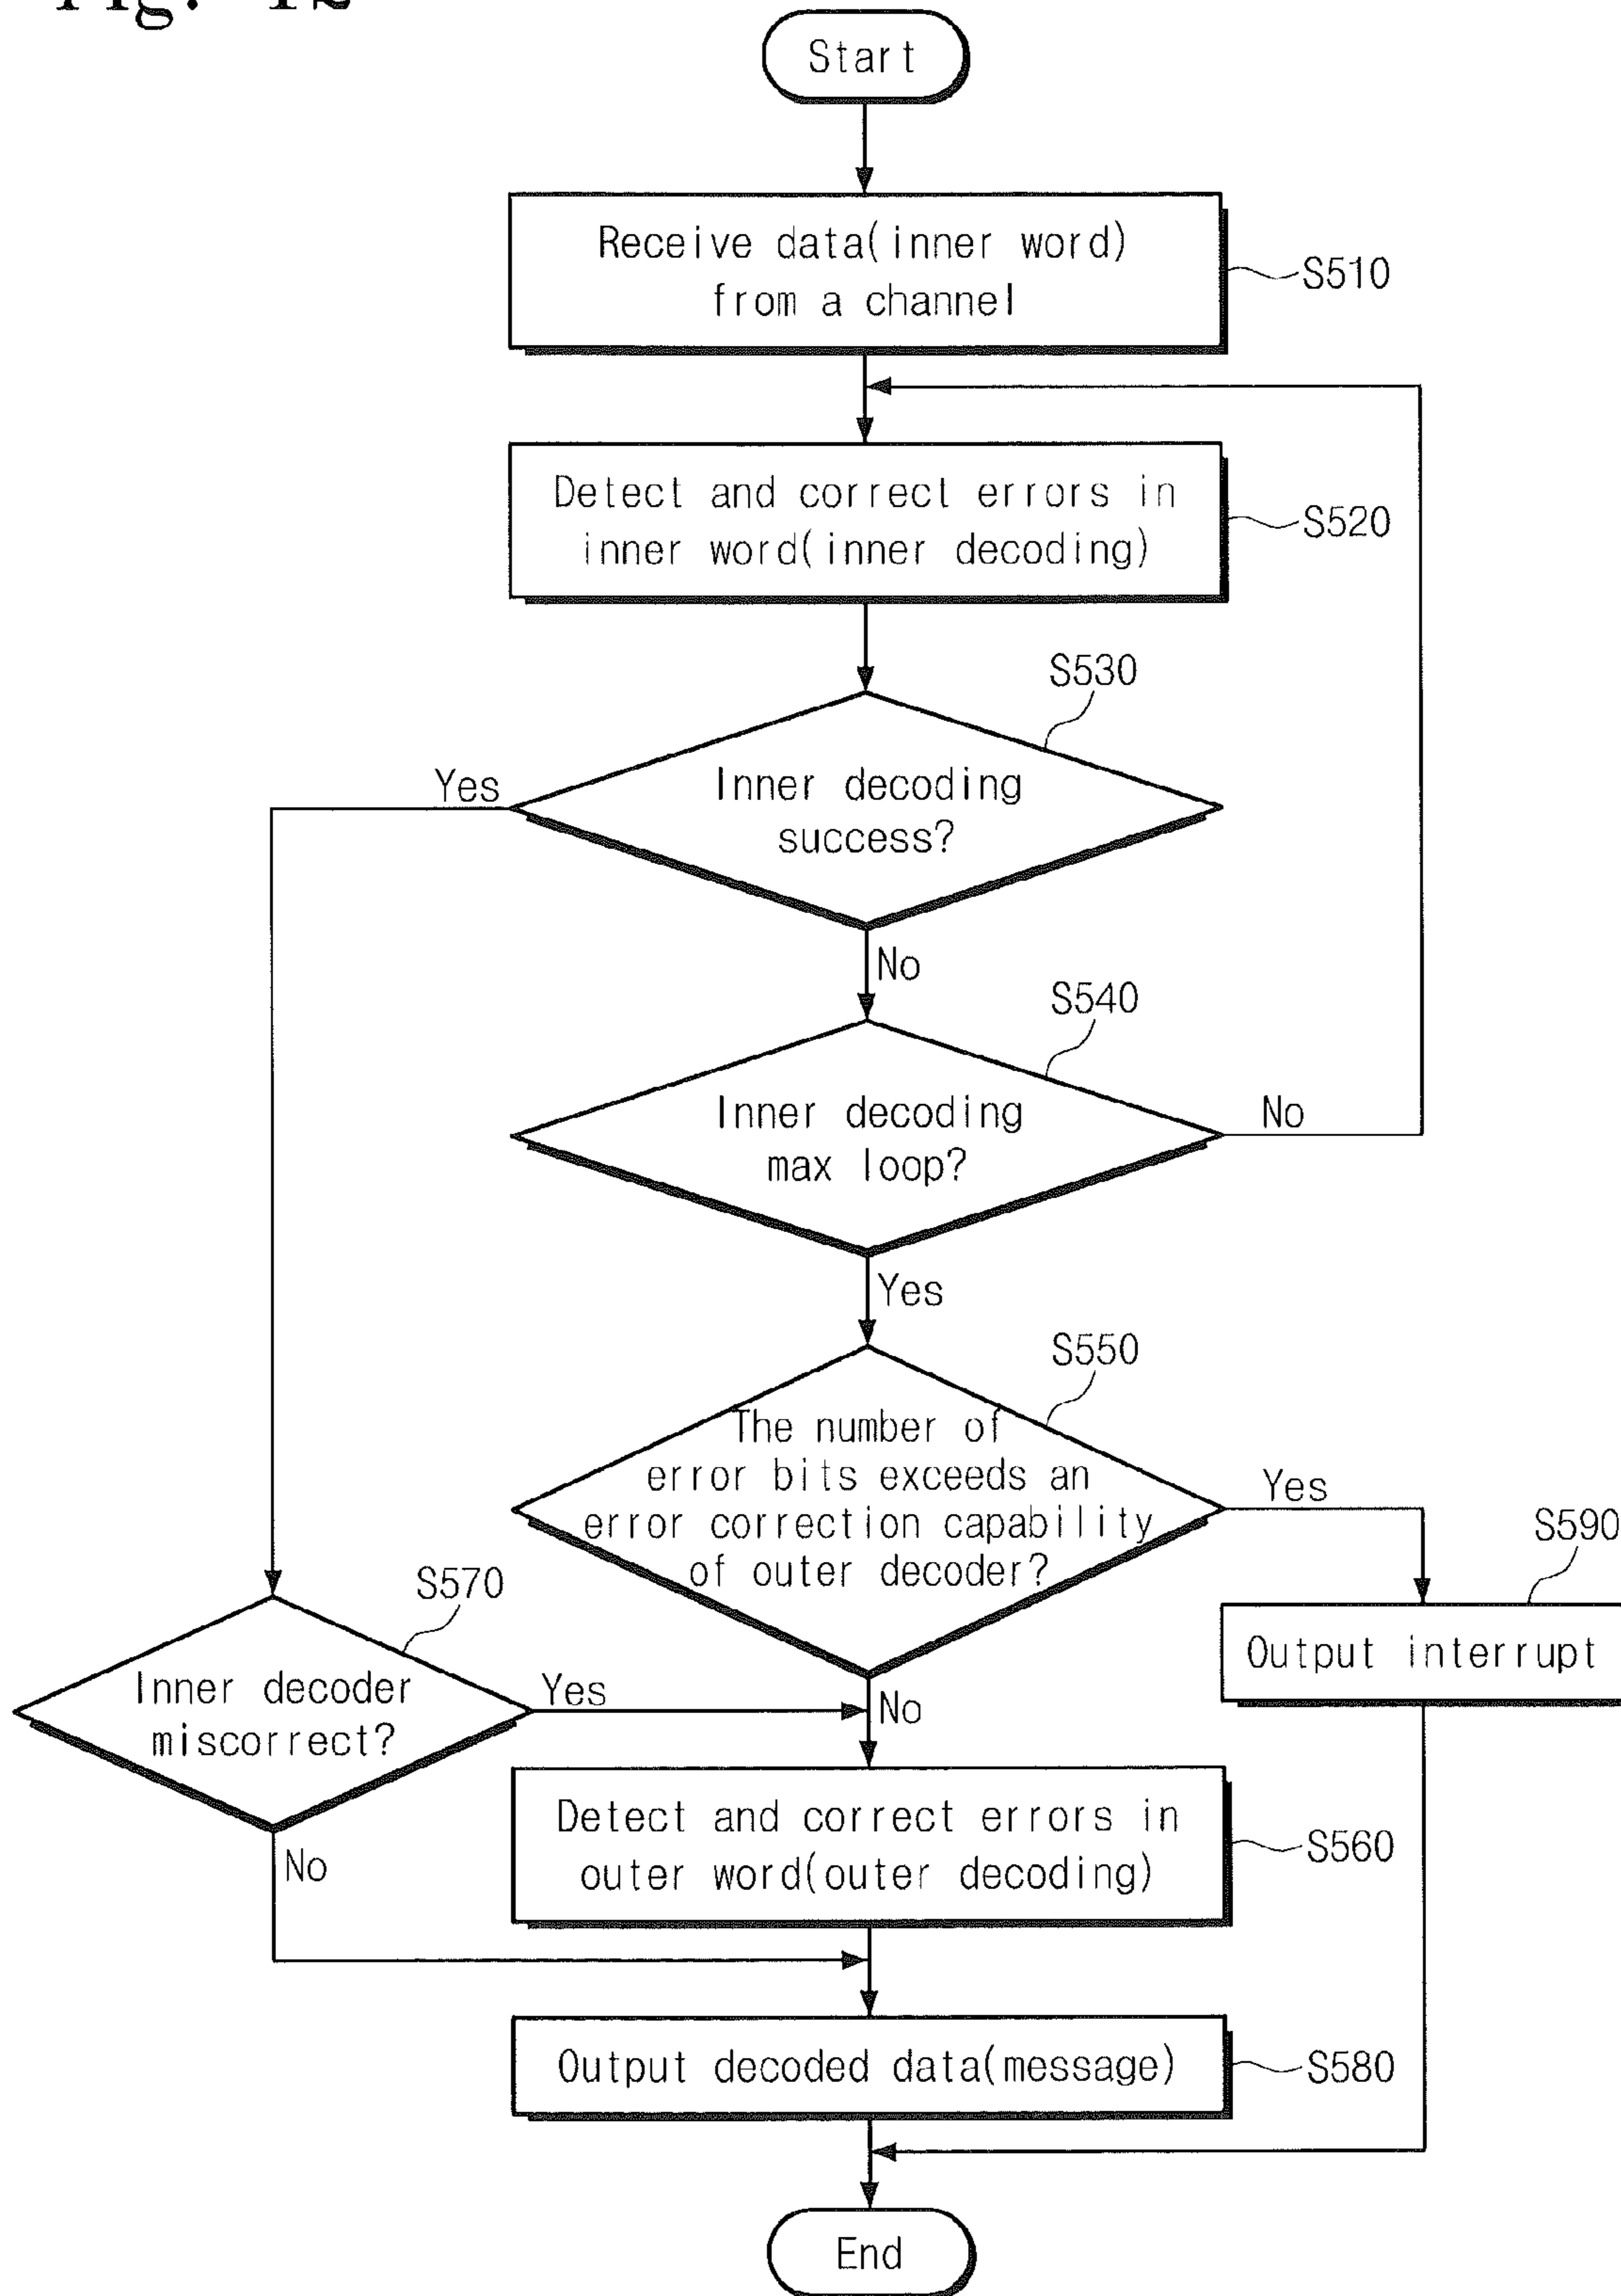 Fig. 12
Start
Receive data(inner word)
from a channel
S510
Detect and correct errors in
inner word(inner decoding)
S520
S530
Inner decoding
success?
Yes
No
S540
Inner decoding
max loop?
No
Yes
S550
The number of
error bits exceeds an
error correction capability
of outer decoder?
Yes
S590
Output interrupt
S570
Inner decoder
miscorrect?
Yes
No
No
Detect and correct errors in
outer word(outer decoding)
S560
Output decoded data(message)
S580
End